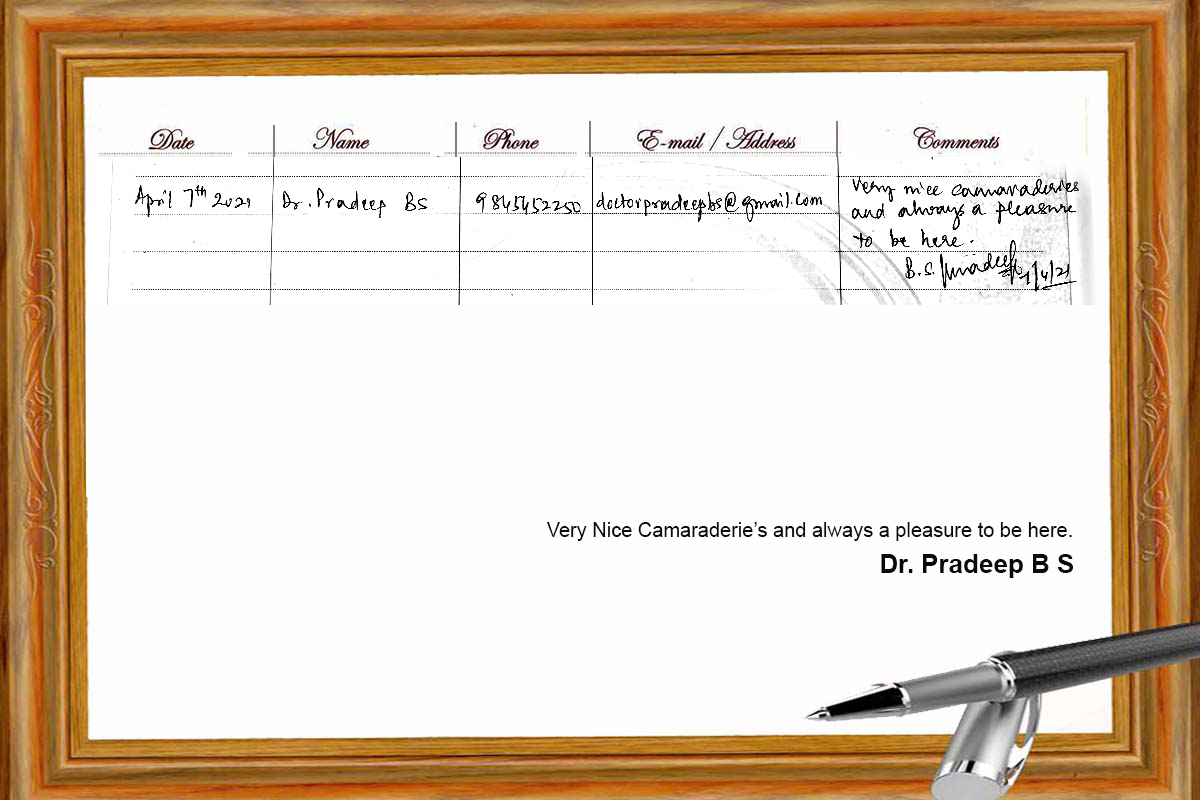 Date Name Phone E-mail / Address Comments
April 7th 2021 Dr. Pradeep BS 9845452250 doctorpradeepbs@gmail.com Very nice camaraderies
and always a pleasure
to be here.
B.S. Pradeep 7/4/21
Very Nice Camaraderie’s and always a pleasure to be here.
Dr. Pradeep B S